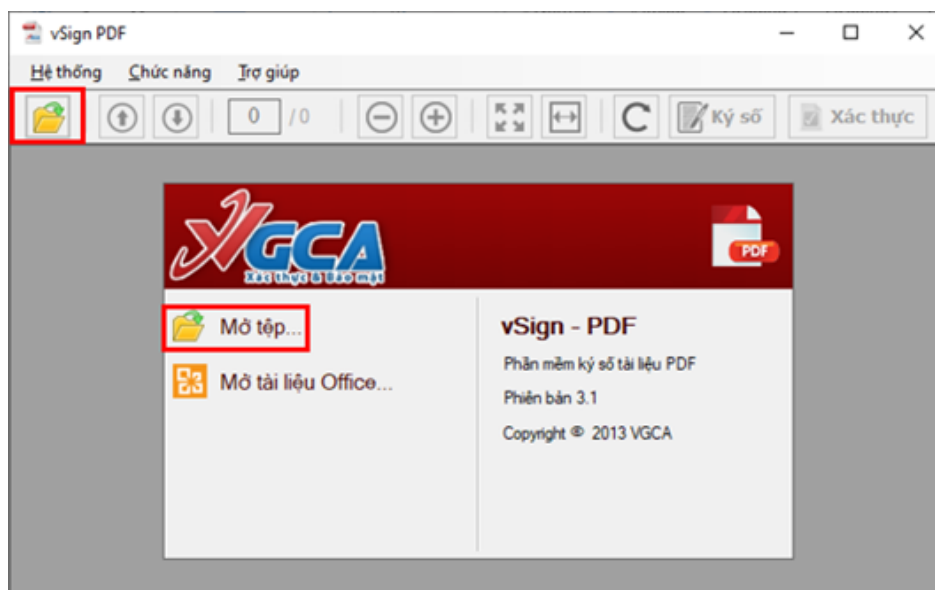 vSign PDF
Hệ thống Chức năng Trợ giúp
0 / 0 Ký số Xác thực
VGCA
Xác thực & Bảo mật
PDF
Mở tệp...
Mở tài liệu Office...
vSign - PDF
Phần mềm ký số tài liệu PDF
Phiên bản 3.1
Copyright © 2013 VGCA